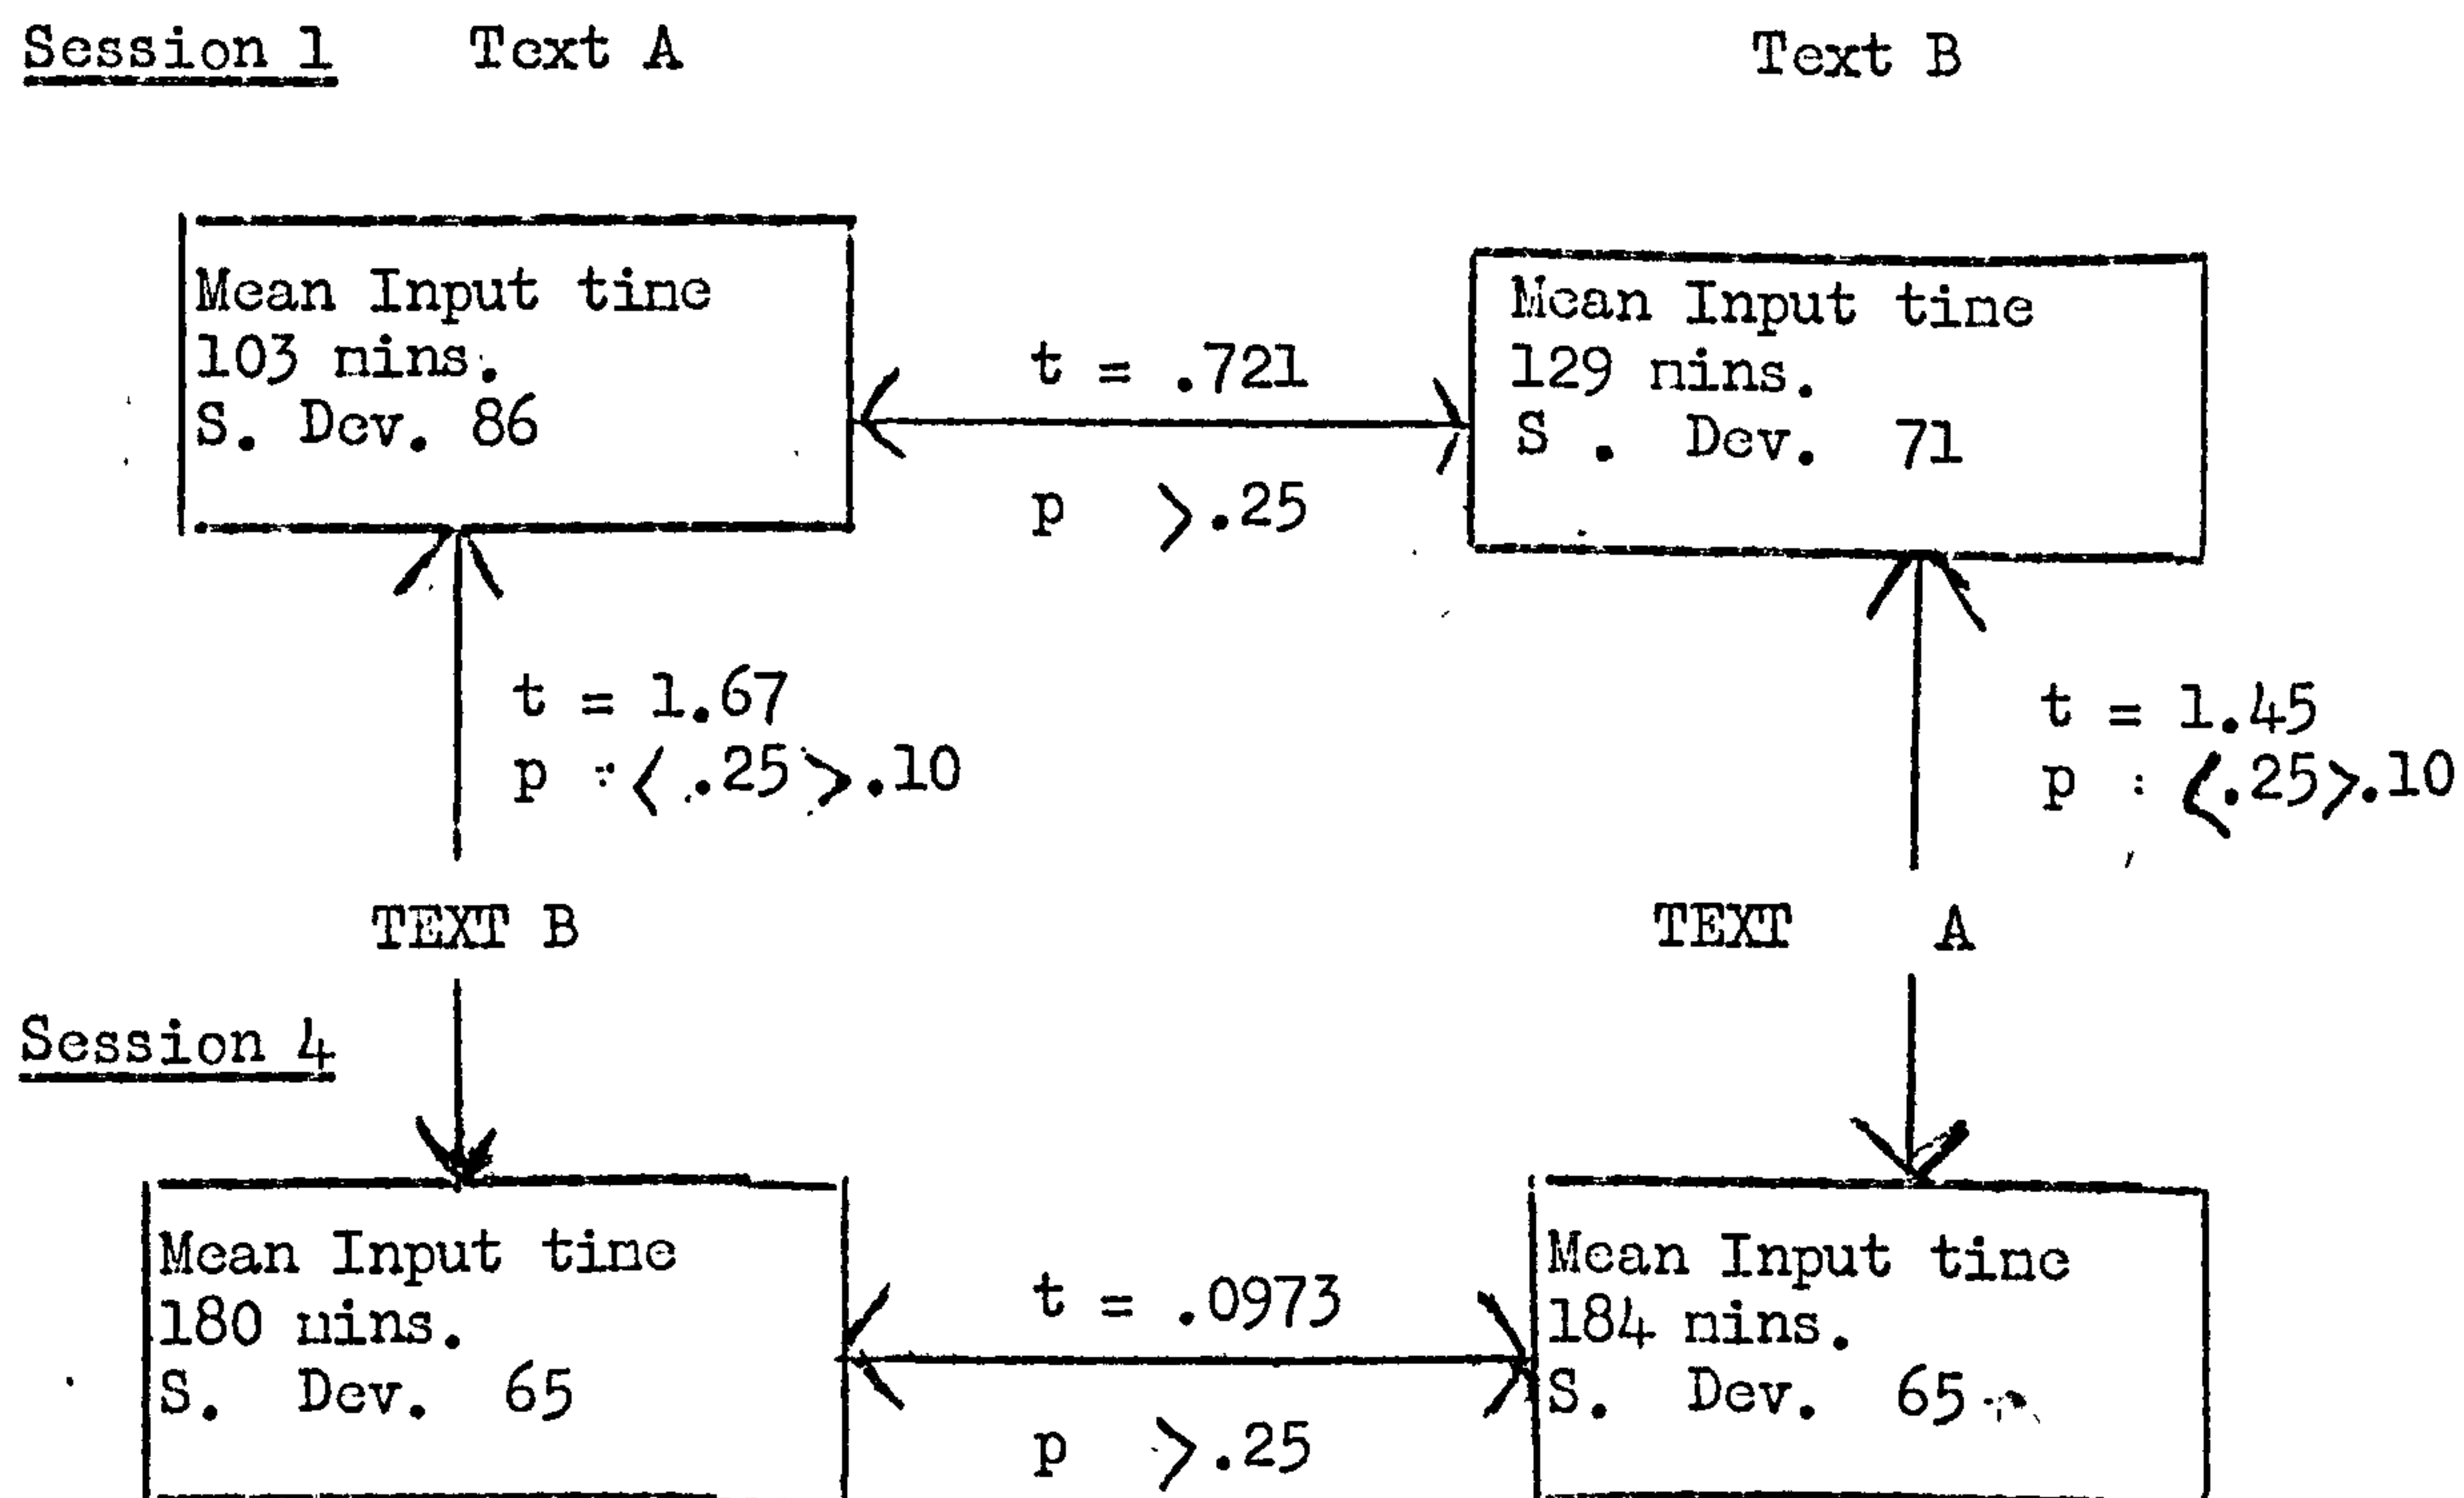 Session 1 Text A Text B
Mean Input time
103 mins.
S. Dev. 86
t = .721
p >.25
Mean Input time
129 mins.
S . Dev. 71
t = 1.67
p : < .25>.10
t = 1.45
p : <.25>.10
TEXT B
TEXT A
Session 4
Mean Input time
180 mins.
S. Dev. 65
t = .0973
p >.25
Mean Input time
184 mins.
S. Dev. 65